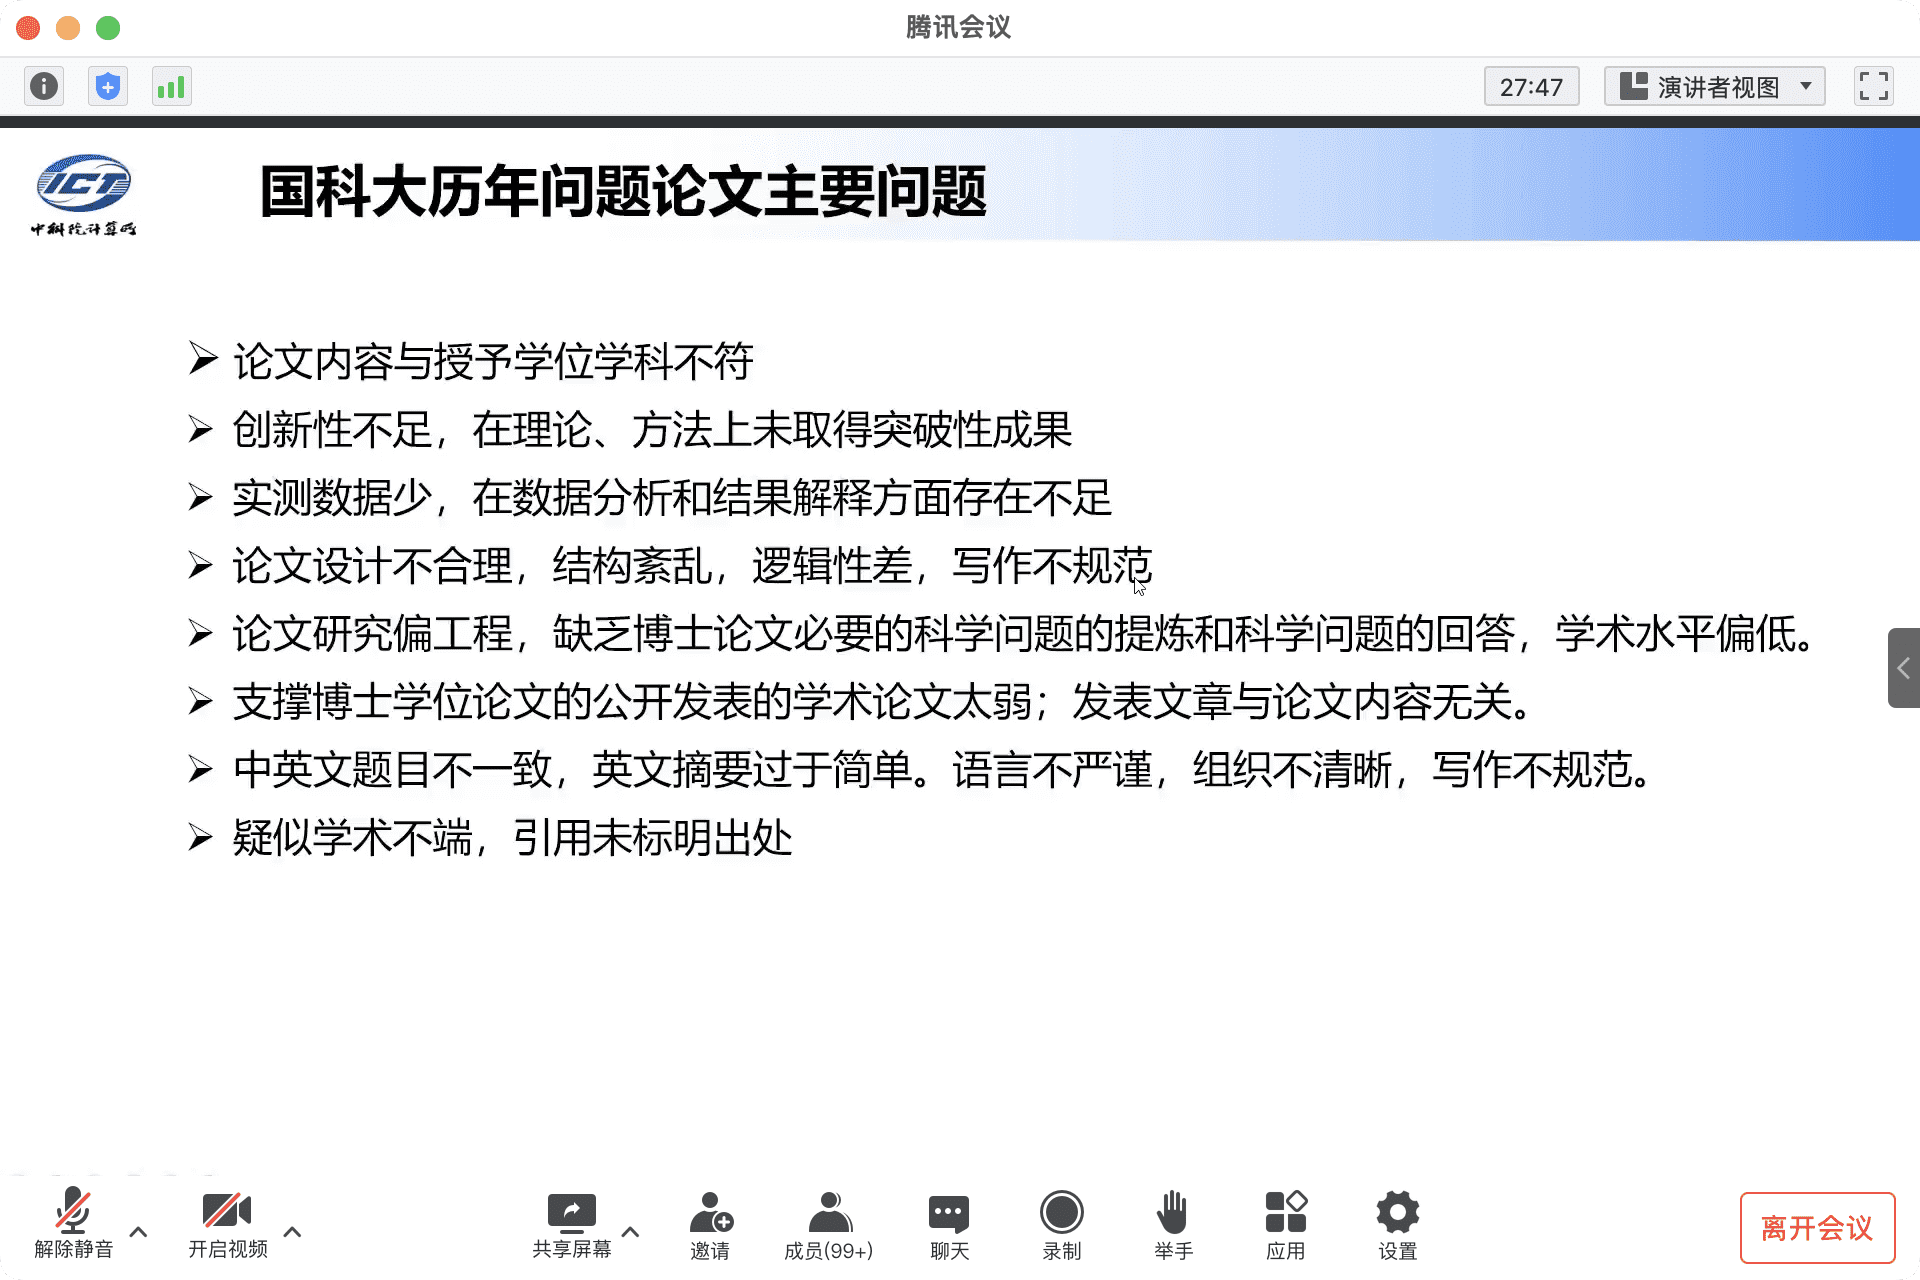 腾讯会议
27:47
演讲者视图
ICT
中科院计算所
国科大历年问题论文主要问题
论文内容与授予学位学科不符
创新性不足，在理论、方法上未取得突破性成果
实测数据少，在数据分析和结果解释方面存在不足
论文设计不合理，结构紊乱，逻辑性差，写作不规范
论文研究偏工程，缺乏博士论文必要的科学问题的提炼和科学问题的回答，学术水平偏低。
支撑博士学位论文的公开发表的学术论文太弱；发表文章与论文内容无关。
中英文题目不一致，英文摘要过于简单。语言不严谨，组织不清晰，写作不规范。
疑似学术不端，引用未标明出处
解除静音
开启视频
共享屏幕
邀请
成员(99+)
聊天
录制
举手
应用
设置
离开会议